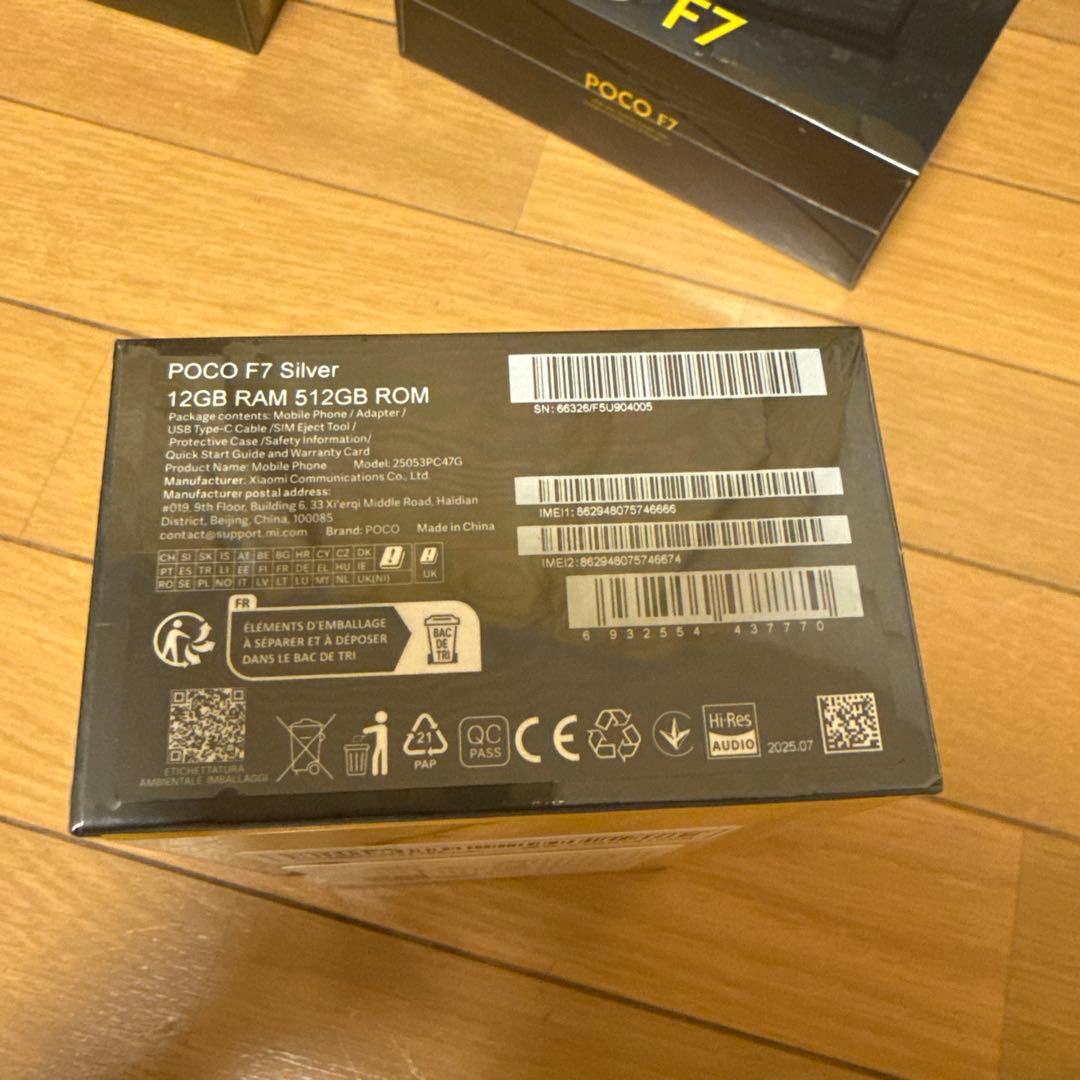 F7
POCO F7
POCO F7 Silver
12GB RAM 512GB ROM
Package contents: Mobile Phone / Adapter /
USB Type-C Cable /SIM Eject Tool /
Protective Case /Safety Information/
Quick Start Guide and Warranty Card
Product Name: Mobile Phone Model: 25053PC47G
Manufacturer: Xiaomi Communications Co., Ltd.
Manufacturer postal address:
#019, 9th Floor, Building 6, 33 Xi'erqi Middle Road, Haidian
District, Beijing, China, 100085
contact@support.mi.com Brand: POCO Made in China
CH SI SK IS AT BE BG HR CY CZ DK
PT ES TR LI EE FI FR DE EL HU IE
RO SE PL NO IT LV LT LU MT NL UK(NI)
UK
SN: 66326/F5U904005
IMEI1: 862948075746666
IMEI2: 862948075746674
6 932554 437770
FR
ÉLÉMENTS D'EMBALLAGE
À SÉPARER ET À DÉPOSER
DANS LE BAC DE TRI
BAC
DE
TRI
ETICHETTATURA
AMBIENTALE IMBALLAGGI
21
PAP
QC
PASS
CE
Hi-Res
AUDIO
2025.07